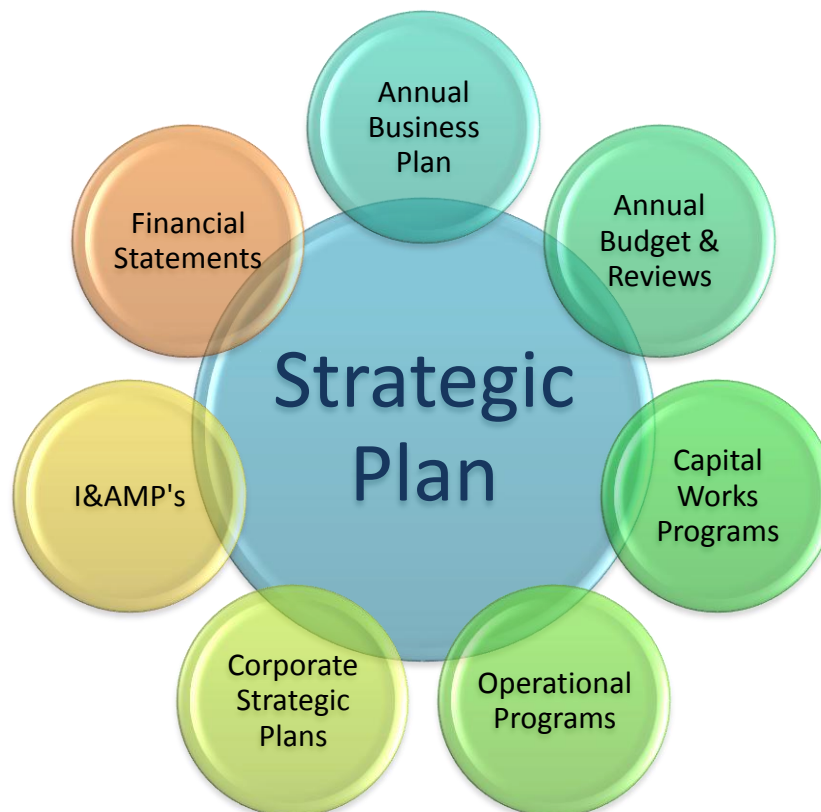 Annual
Business
Plan
Annual
Budget &
Reviews
Capital
Works
Programs
Operational
Programs
Corporate
Strategic
Plans
I&AMP's
Financial
Statements
Strategic
Plan